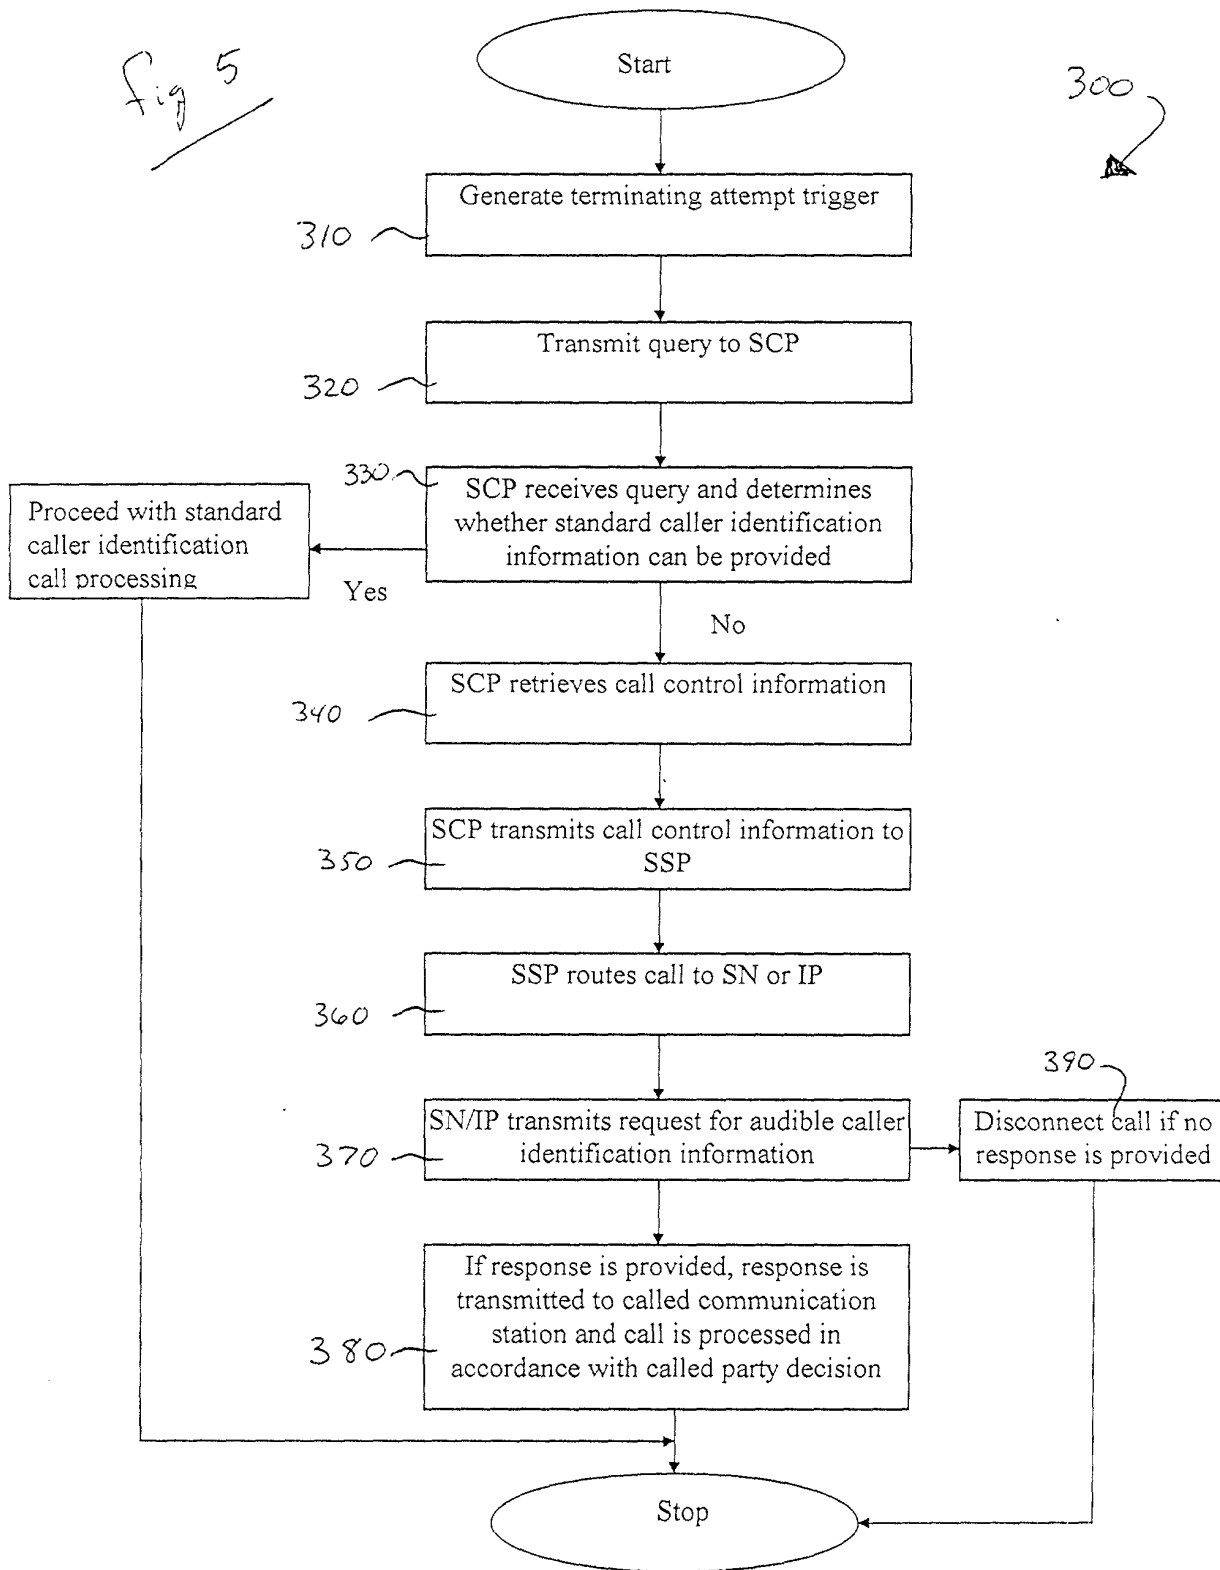 fig 5
Start
300
Generate terminating attempt trigger
310
Transmit query to SCP
320
330
SCP receives query and determines
whether standard caller identification
information can be provided
Proceed with standard
caller identification
call processing
Yes
No
SCP retrieves call control information
340
SCP transmits call control information to
SSP
350
SSP routes call to SN or IP
360
390
SN/IP transmits request for audible caller
identification information
370
Disconnect call if no
response is provided
If response is provided, response is
transmitted to called communication
station and call is processed in
accordance with called party decision
380
Stop